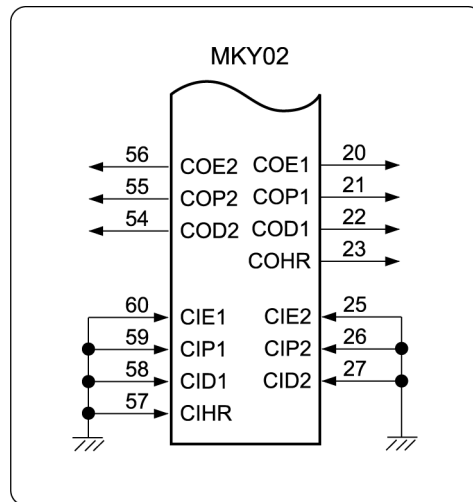 MKY02
56 COE2 COE1 20
55 COP2 COP1 21
54 COD2 COD1 22
COHR 23
60 CIE1 CIE2 25
59 CIP1 CIP2 26
58 CID1 CID2 27
57 CIHR